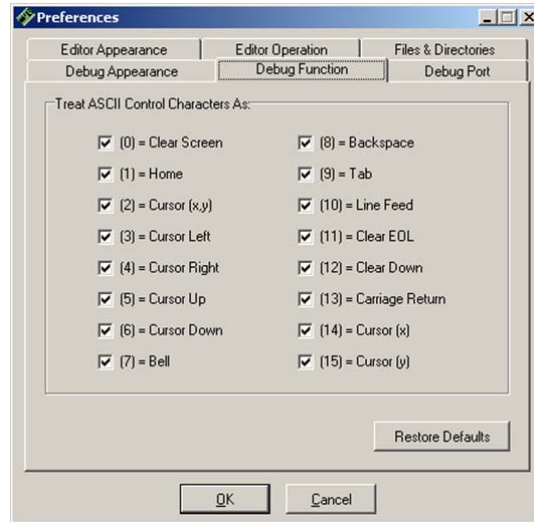 Preferences
Editor Appearance Editor Operation Files & Directories
Debug Appearance Debug Function Debug Port
Treat ASCII Control Characters As:
(0) = Clear Screen
(1) = Home
(2) = Cursor (x,y)
(3) = Cursor Left
(4) = Cursor Right
(5) = Cursor Up
(6) = Cursor Down
(7) = Bell
(8) = Backspace
(9) = Tab
(10) = Line Feed
(11) = Clear EOL
(12) = Clear Down
(13) = Carriage Return
(14) = Cursor (x)
(15) = Cursor (y)
Restore Defaults
OK Cancel